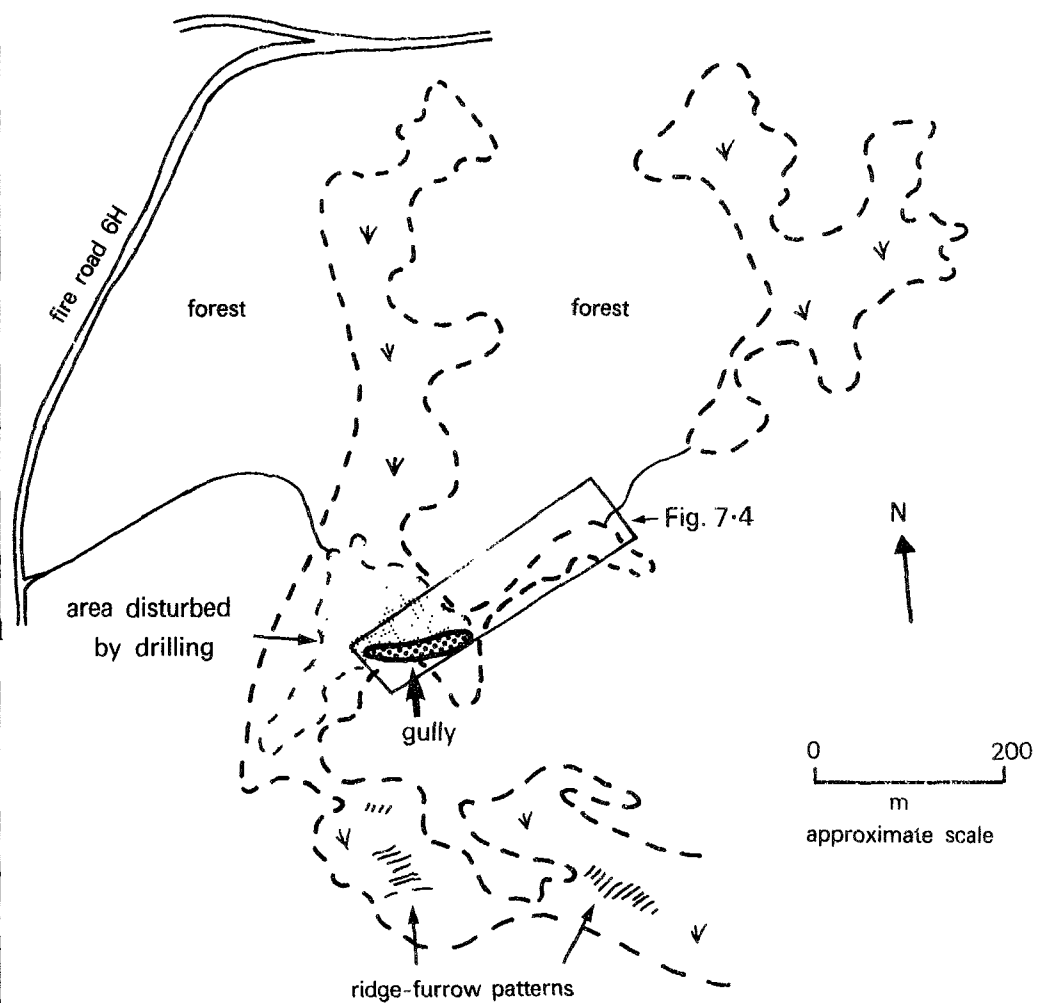 fire road 6H
forest
forest
Fig. 7·4
N
area disturbed
by drilling
gully
0 200
m
approximate scale
ridge-furrow patterns